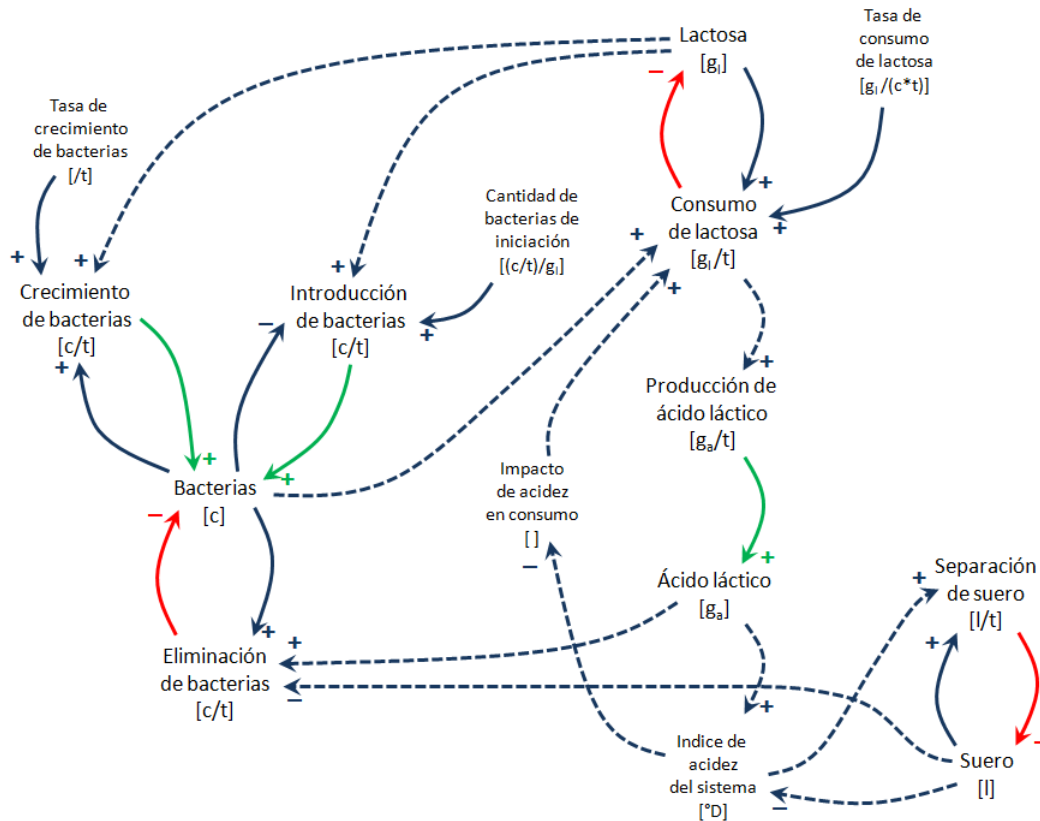 Lactosa
[gₗ]
Tasa de
consumo
de lactosa
[gₗ/(c*t)]
Tasa de
crecimiento
de bacterias
[/t]
Cantidad de
bacterias de
iniciación
[(c/t)/gₗ]
Consumo
de lactosa
[gₗ/t]
Crecimiento
de bacterias
[c/t]
Introducción
de bacterias
[c/t]
Producción de
ácido láctico
[gₐ/t]
Bacterias
[c]
Impacto
de acidez
en consumo
[ ]
Ácido láctico
[gₐ]
Separación
de suero
[l/t]
Eliminación
de bacterias
[c/t]
Indice de
acidez
del sistema
[°D]
Suero
[l]